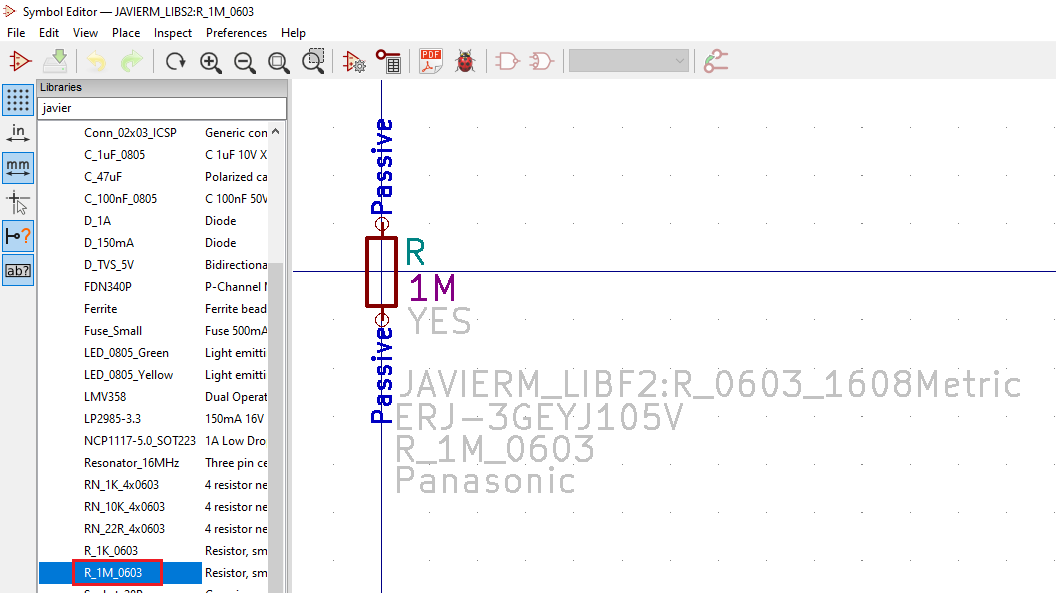 Symbol Editor — JAVIERM_LIBS2:R_1M_0603
File Edit View Place Inspect Preferences Help
PDF
Libraries
javier
in
mm
?
ab?
Conn_02x03_ICSP Generic con
C_1uF_0805 C 1uF 10V X
C_47uF Polarized ca
C_100nF_0805 C 100nF 50V
D_1A Diode
D_150mA Diode
D_TVS_5V Bidirectiona
FDN340P P-Channel
Ferrite Ferrite bead
Fuse_Small Fuse 500mA
LED_0805_Green Light emitti
LED_0805_Yellow Light emitti
LMV358 Dual Operat
LP2985-3.3 150mA 16V
NCP1117-5.0_SOT223 1A Low Dro
Resonator_16MHz Three pin ce
RN_1K_4x0603 4 resistor ne
RN_10K_4x0603 4 resistor ne
RN_22R_4x0603 4 resistor ne
R_1K_0603 Resistor, sm
R_1M_0603 Resistor, sm
Passive
R
1M
YES
Passive
JAVIERM_LIBF2:R_0603_1608Metric
ERJ-3GEYJ105V
R_1M_0603
Panasonic